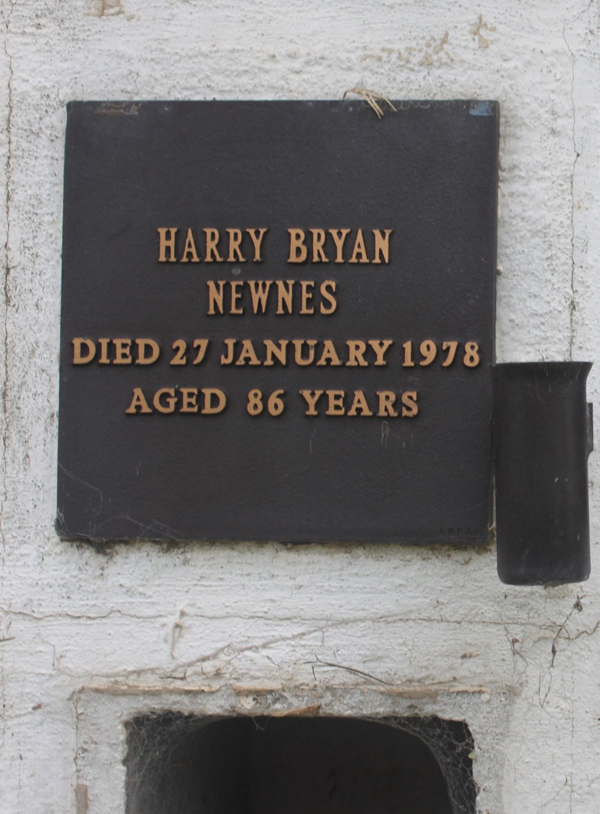 HARRY BRYAN
NEWNES
DIED 27 JANUARY 1978
AGED 86 YEARS